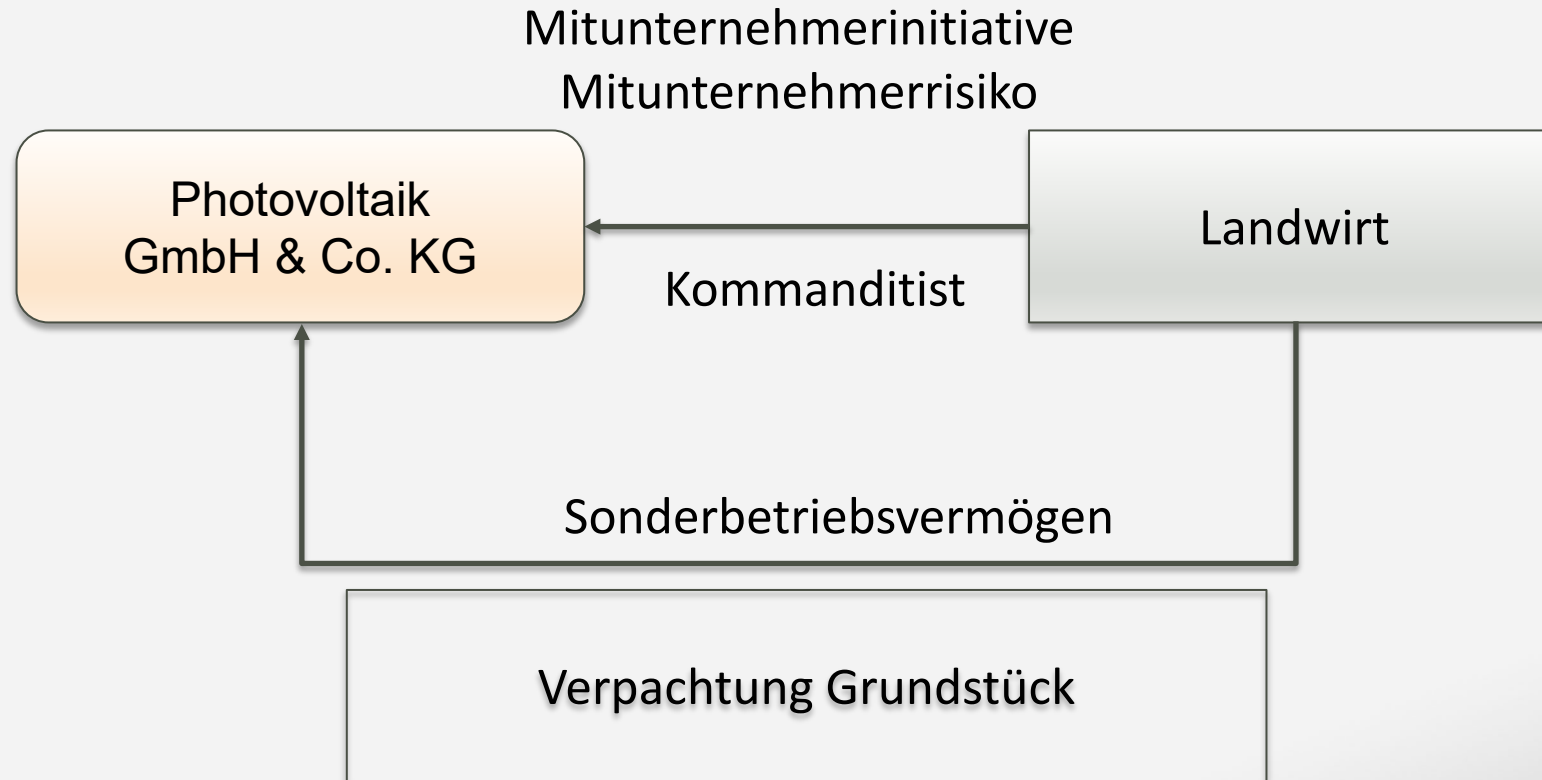 Mitunternehmerinitiative
Mitunternehmerrisiko
Photovoltaik
GmbH & Co. KG
Landwirt
Kommanditist
Sonderbetriebsvermögen
Verpachtung Grundstück